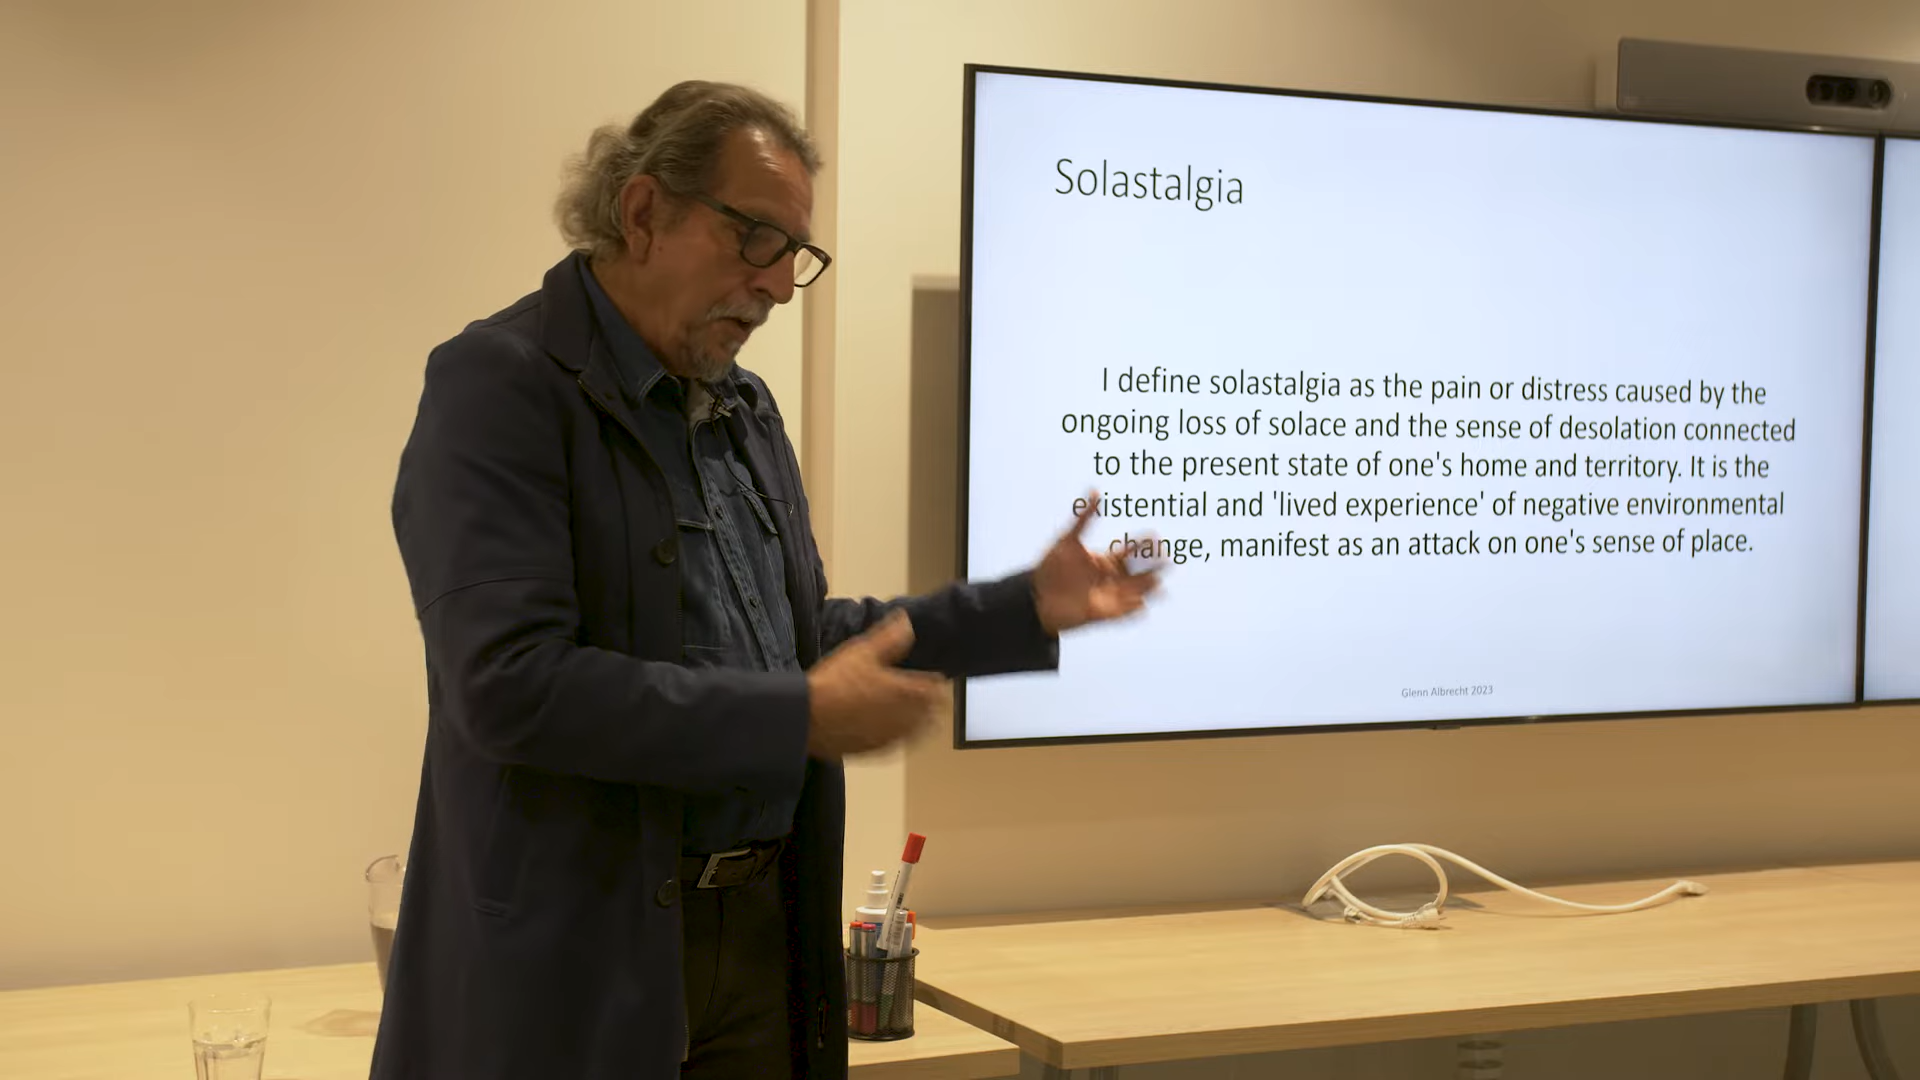 Solastalgia
I define solastalgia as the pain or distress caused by the
ongoing loss of solace and the sense of desolation connected
to the present state of one's home and territory. It is the
existential and 'lived experience' of negative environmental
change, manifest as an attack on one's sense of place.
Glenn Albrecht 2023